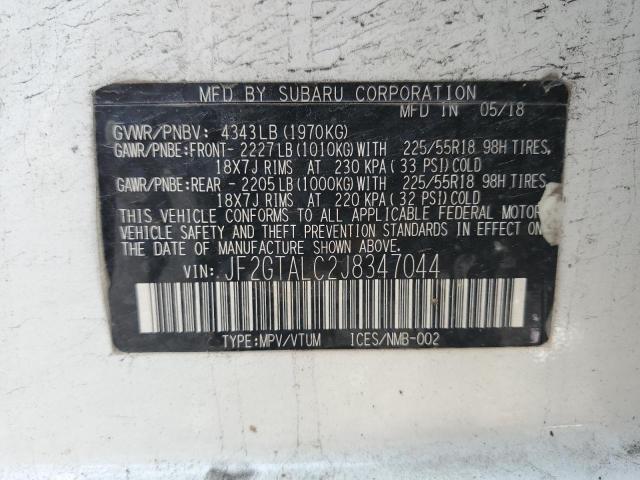 MFD BY SUBARU CORPORATION
MFD IN 05/18
GVWR/PNBV: 4343LB(1970KG)
GAWR/PNBE:FRONT- 2227LB(1010KG)WITH 225/55R18 98H TIRES,
18X7J RIMS AT 230 KPA( 33 PSI)COLD
GAWR/PNBE:REAR - 2205LB(1000KG)WITH 225/55R18 98H TIRES,
18X7J RIMS AT 220 KPA( 32 PSI)COLD
THIS VEHICLE CONFORMS TO ALL APPLICABLE FEDERAL MOTOR
VEHICLE SAFETY AND THEFT PREVENTION STANDARDS IN EFFECT ON
THE DATE OF MANUFACTURE SHOWN ABOVE.
VIN: JF2GTALC2J8347044
TYPE:MPV/VTUM ICES/NMB-002